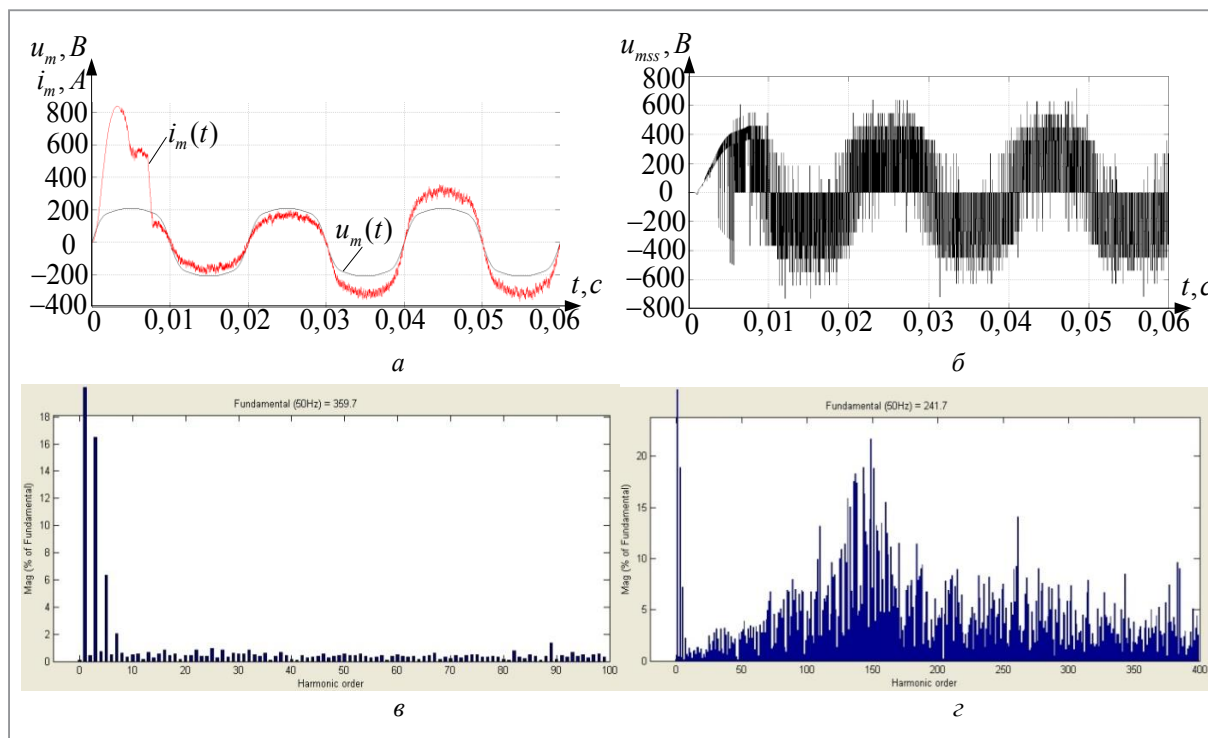 u_m, В
i_m, А
800
600
400
200
0
–200
–400
i_m(t)
u_m(t)
t, с
0 0,01 0,02 0,03 0,04 0,05 0,06
а
u_mss, В
800
600
400
200
0
–200
–400
–600
–800
t, с
0 0,01 0,02 0,03 0,04 0,05 0,06
б
Fundamental (50Hz) = 359.7
Mag (% of Fundamental)
18
16
14
12
10
8
6
4
2
0
0 10 20 30 40 50 60 70 80 90 100
Harmonic order
в
Fundamental (50Hz) = 241.7
Mag (% of Fundamental)
20
15
10
5
0
0 50 100 150 200 250 300 350 400
Harmonic order
г